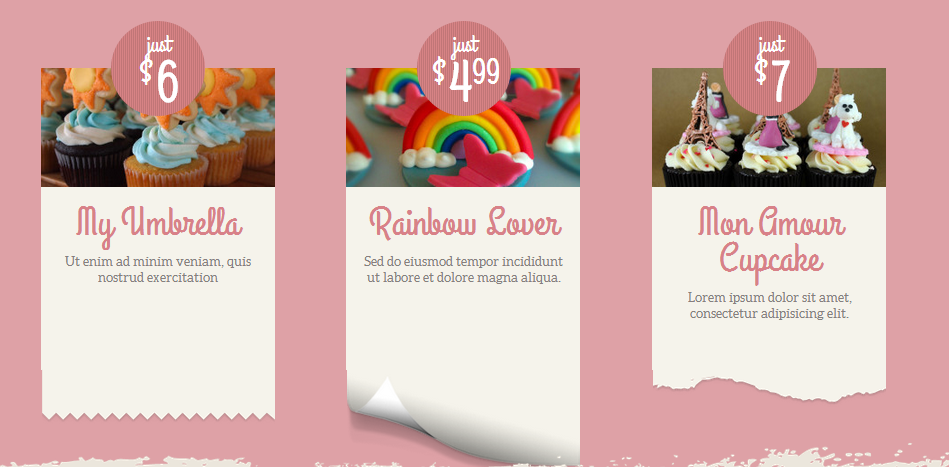 just
$6
My Umbrella
Ut enim ad minim veniam, quis
nostrud exercitation
just
$499
Rainbow Lover
Sed do eiusmod tempor incididunt
ut labore et dolore magna aliqua.
just
$7
Mon Amour
Cupcake
Lorem ipsum dolor sit amet,
consectetur adipisicing elit.